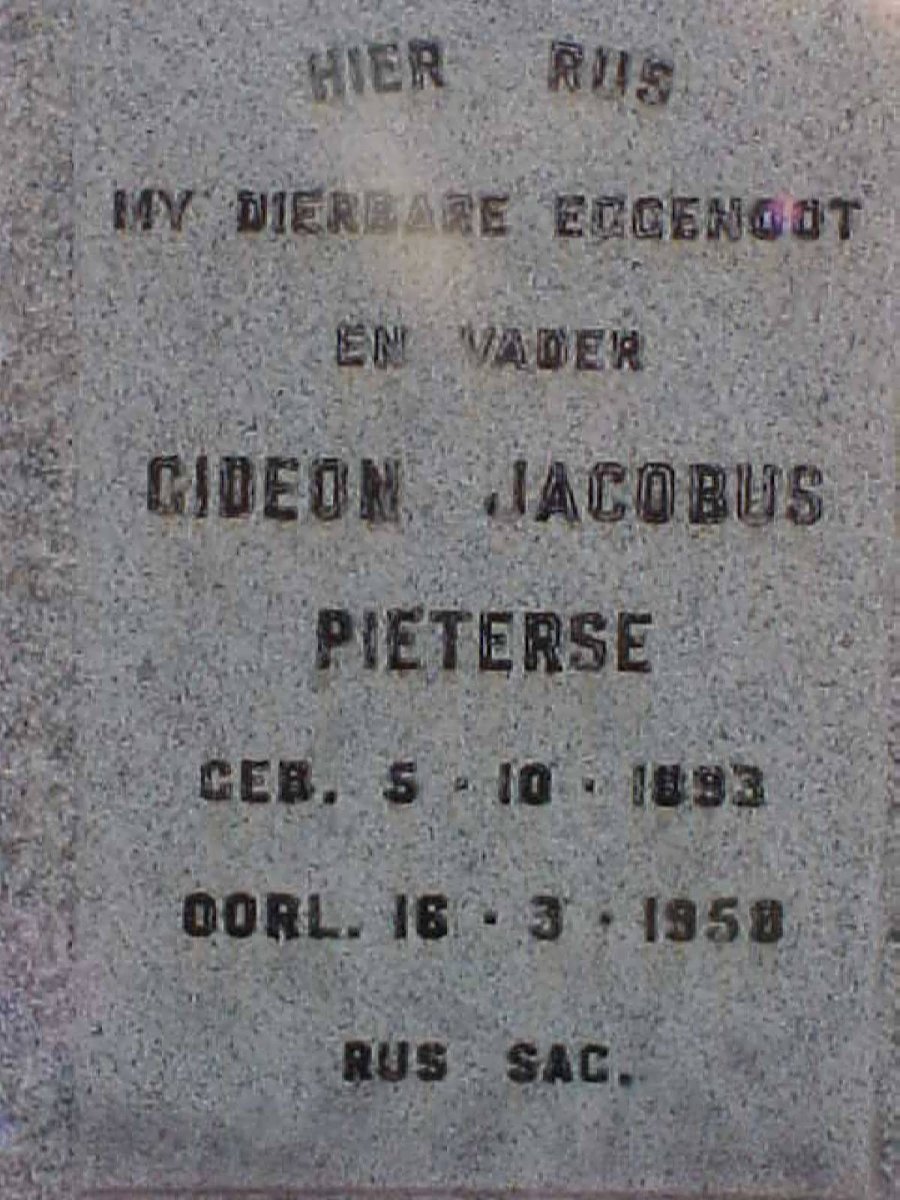 HIER RUS
MY DIERBARE EGGENOOT
EN VADER
GIDEON JACOBUS
PIETERSE
GEB. 5 · 10 · 1893
OORL. 16 · 3 · 1958
RUS SAG.